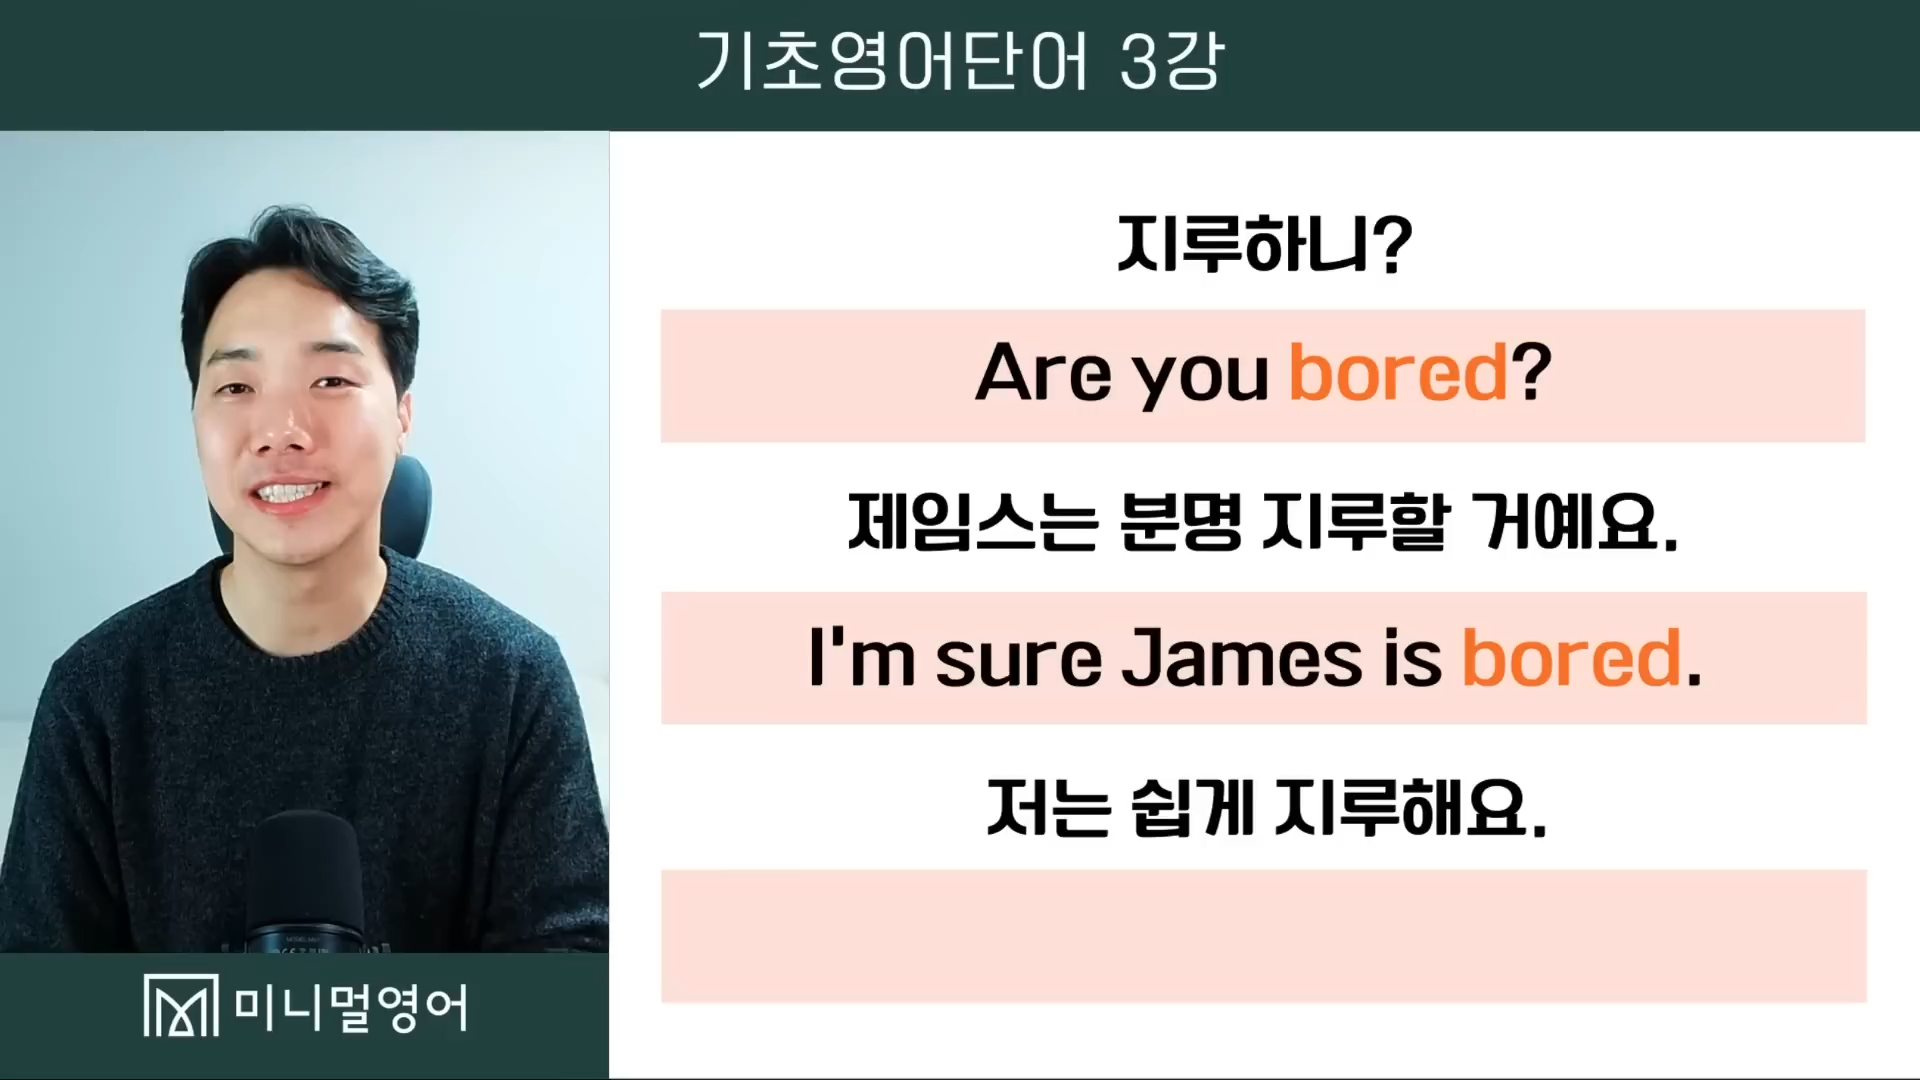 기초영어단어 3강
지루하니?
Are you bored?
제임스는 분명 지루할 거예요.
I'm sure James is bored.
저는 쉽게 지루해요.
미니멀영어